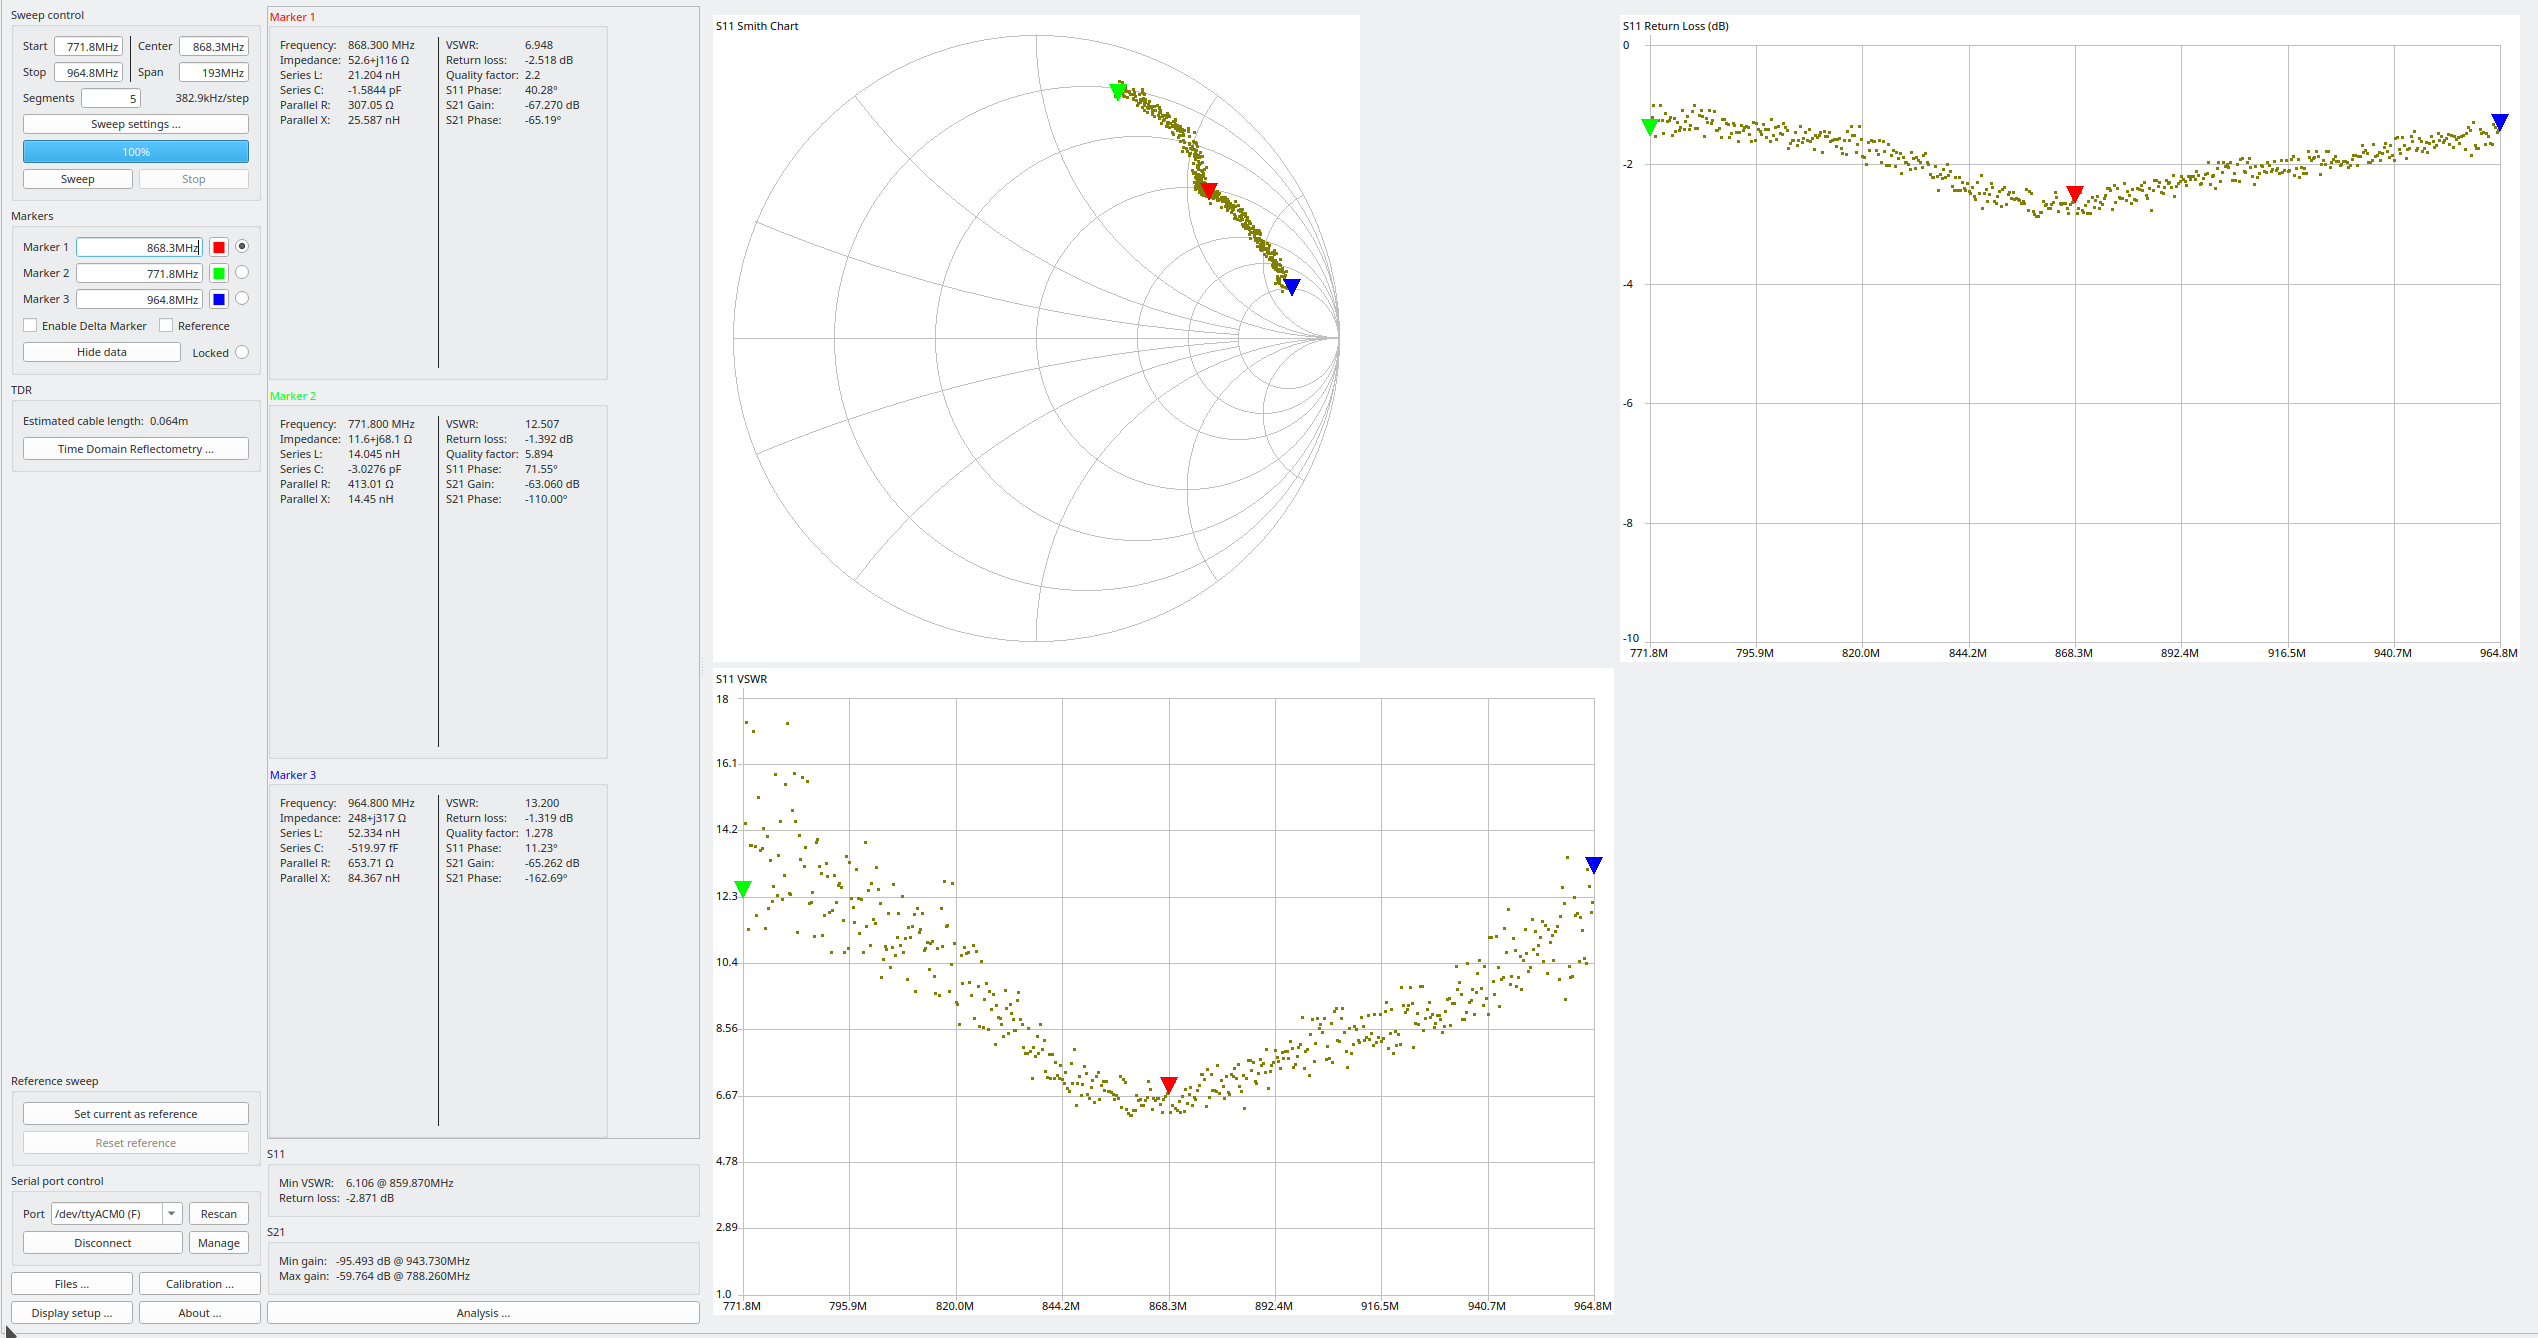 Sweep control
Start 771.8MHz Center 868.3MHz
Stop 964.8MHz Span 193MHz
Segments 5 382.9kHz/step
Sweep settings ...
100%
Sweep Stop
Markers
Marker 1 868.3MHz
Marker 2 771.8MHz
Marker 3 964.8MHz
Enable Delta Marker Reference
Hide data Locked
TDR
Estimated cable length: 0.064m
Time Domain Reflectometry ...
Reference sweep
Set current as reference
Reset reference
Serial port control
Port /dev/ttyACM0 (F) Rescan
Disconnect Manage
Files ... Calibration ...
Display setup ... About ...
Marker 1
Frequency: 868.300 MHz VSWR: 6.948
Impedance: 52.6+j116 Ω Return loss: -2.518 dB
Series L: 21.204 nH Quality factor: 2.2
Series C: -1.5844 pF S11 Phase: 40.28°
Parallel R: 307.05 Ω S21 Gain: -67.270 dB
Parallel X: 25.587 nH S21 Phase: -65.19°
Marker 2
Frequency: 771.800 MHz VSWR: 12.507
Impedance: 11.6+j68.1 Ω Return loss: -1.392 dB
Series L: 14.045 nH Quality factor: 5.894
Series C: -3.0276 pF S11 Phase: 71.55°
Parallel R: 413.01 Ω S21 Gain: -63.060 dB
Parallel X: 14.45 nH S21 Phase: -110.00°
Marker 3
Frequency: 964.800 MHz VSWR: 13.200
Impedance: 248+j317 Ω Return loss: -1.319 dB
Series L: 52.334 nH Quality factor: 1.278
Series C: -519.97 fF S11 Phase: 11.23°
Parallel R: 653.71 Ω S21 Gain: -65.262 dB
Parallel X: 84.367 nH S21 Phase: -162.69°
S11
Min VSWR: 6.106 @ 859.870MHz
Return loss: -2.871 dB
S21
Min gain: -95.493 dB @ 943.730MHz
Max gain: -59.764 dB @ 788.260MHz
Analysis ...
S11 Smith Chart
S11 Return Loss (dB)
0
-2
-4
-6
-8
-10
771.8M 795.9M 820.0M 844.2M 868.3M 892.4M 916.5M 940.7M 964.8M
S11 VSWR
18
16.1
14.2
12.3
10.4
8.56
6.67
4.78
2.89
1.0
771.8M 795.9M 820.0M 844.2M 868.3M 892.4M 916.5M 940.7M 964.8M